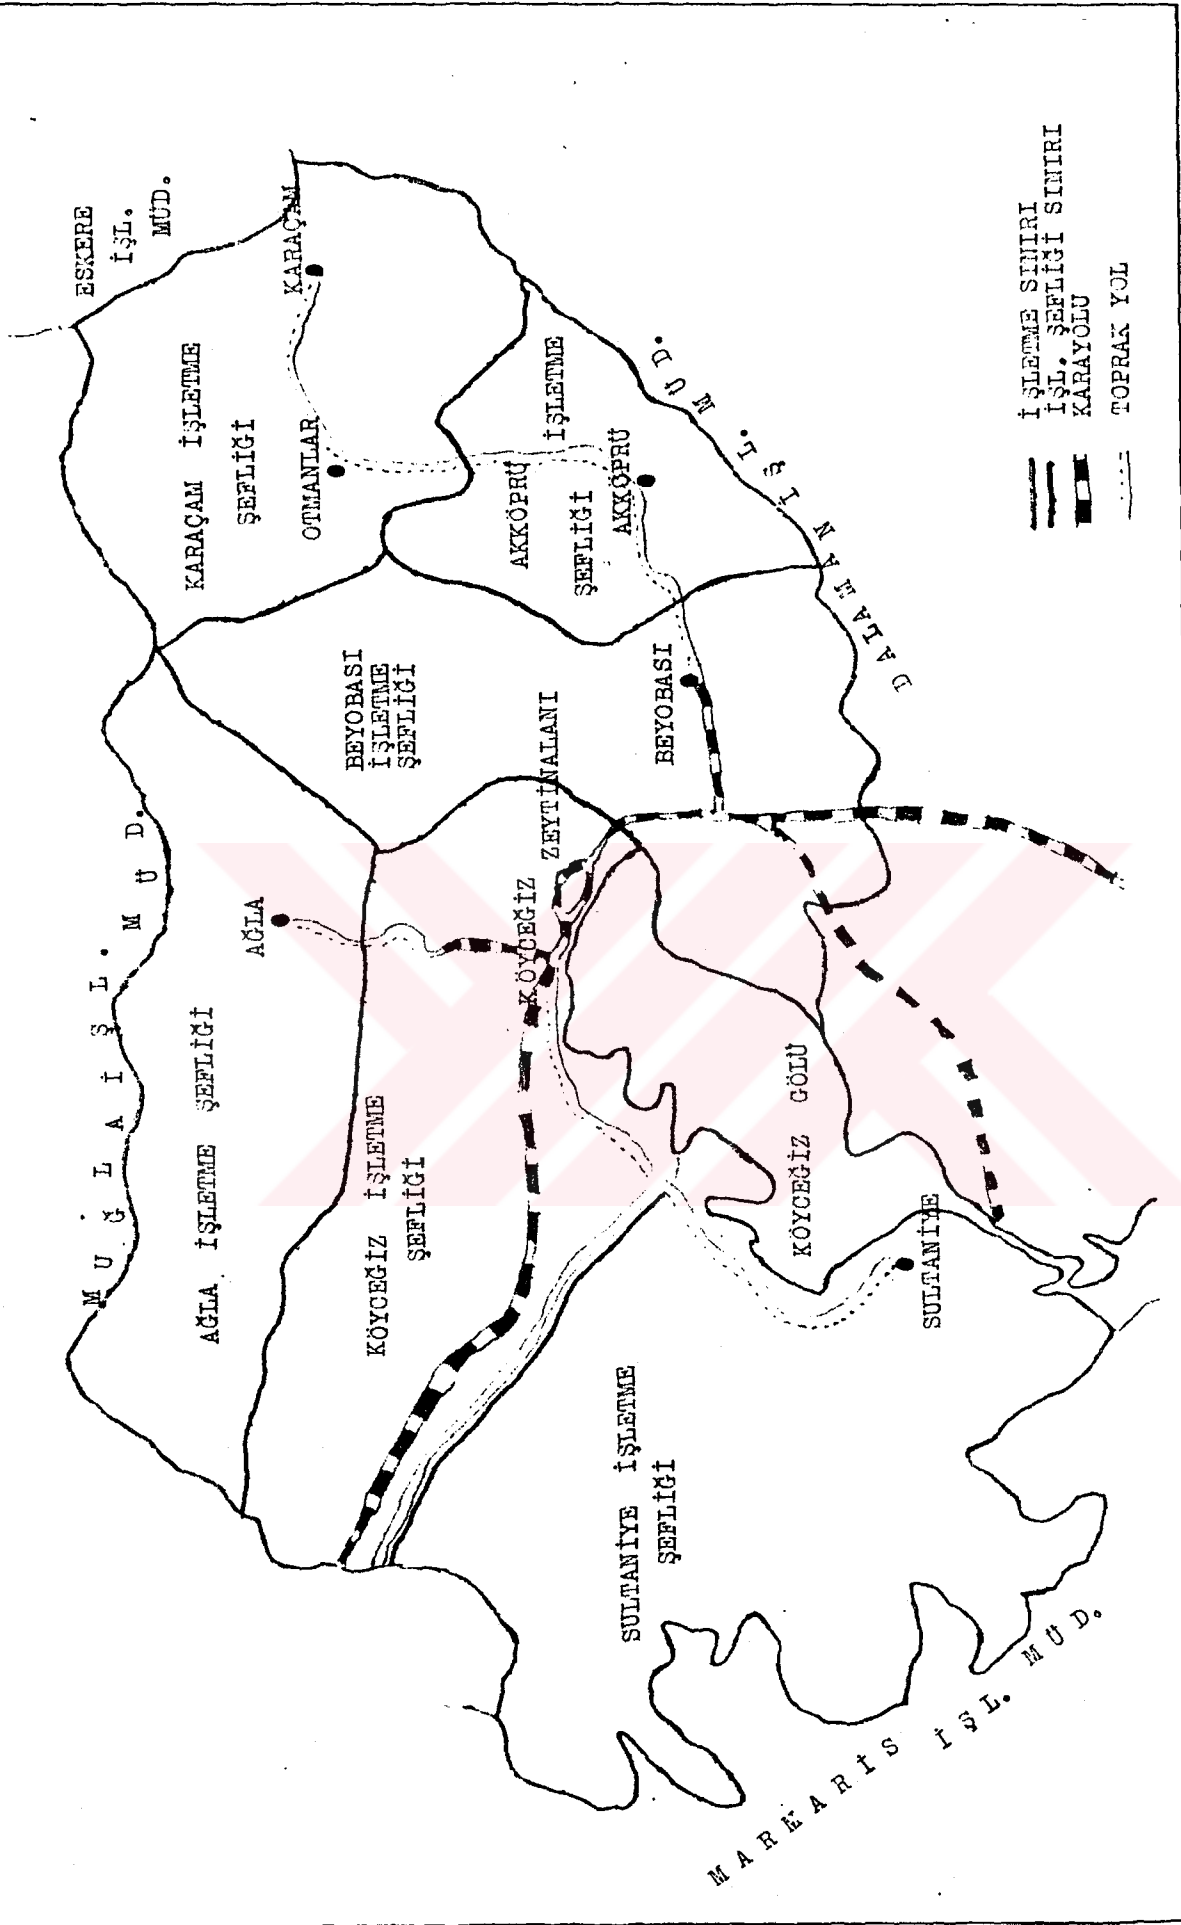 ESKERE
İŞL.
MÜD.
MUĞLA İŞL. MÜD.
KARAÇAM
KARAÇAM İŞLETME
ŞEFLİĞİ
OTMANLAR
AKKÖPRÜ İŞLETME
ŞEFLİĞİ
AKKÖPRÜ
BEYOBASI
İŞLETME
ŞEFLİĞİ
BEYOBASI
ZEYTİNALANI
KÖYCEĞİZ
AĞLA
AĞLA İŞLETME ŞEFLİĞİ
KÖYCEĞİZ İŞLETME
ŞEFLİĞİ
KÖYCEĞİZ GÖLÜ
SULTANİYE
SULTANİYE İŞLETME
ŞEFLİĞİ
DALAMAN İŞL. MÜD.
MARMARİS İŞL. MÜD.
İŞLETME SINIRI
İŞL. ŞEFLİĞİ SINIRI
KARAYOLU
TOPRAK YOL